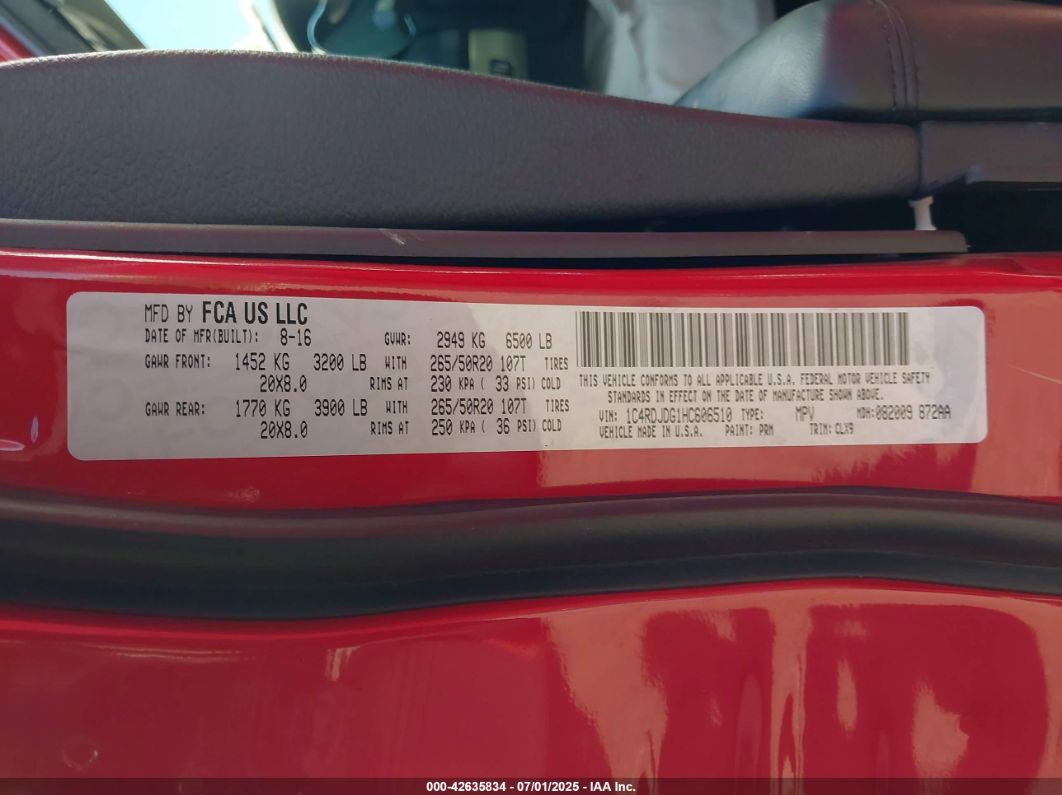 MFD BY FCA US LLC
DATE OF MFR(BUILT): 8-16 GVWR: 2949 KG 6500 LB
GAWR FRONT: 1452 KG 3200 LB WITH 265/50R20 107T TIRES
20X8.0 RIMS AT 230 KPA ( 33 PSI) COLD
GAWR REAR: 1770 KG 3900 LB WITH 265/50R20 107T TIRES
20X8.0 RIMS AT 250 KPA ( 36 PSI) COLD
THIS VEHICLE CONFORMS TO ALL APPLICABLE U.S.A. FEDERAL MOTOR VEHICLE SAFETY
STANDARDS IN EFFECT ON THE DATE OF MANUFACTURE SHOWN ABOVE.
VIN: 1C4RDJDG1HC606510 TYPE: MPV MDH: 082009 872AA
VEHICLE MADE IN U.S.A. PAINT: PRM TRIM: CLX9
000-42635834 - 07/01/2025 - IAA Inc.